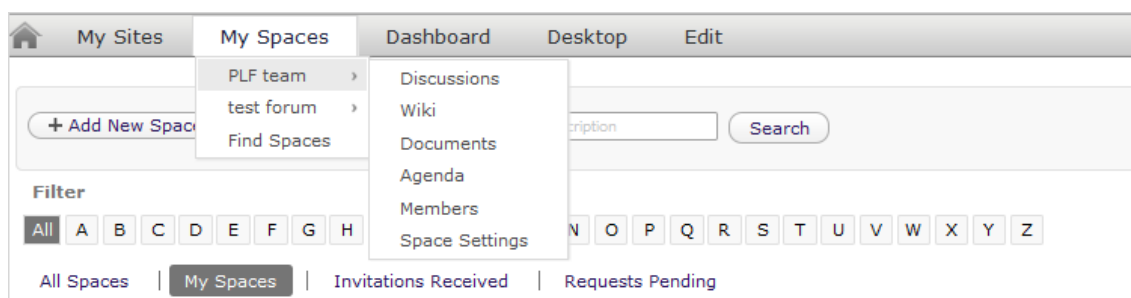 My Sites My Spaces Dashboard Desktop Edit
PLF team Discussions
test forum Wiki
Find Spaces Documents
Agenda
Members
Space Settings
+ Add New Spac cription Search
Filter
All A B C D E F G H N O P Q R S T U V W X Y Z
All Spaces | My Spaces | Invitations Received | Requests Pending